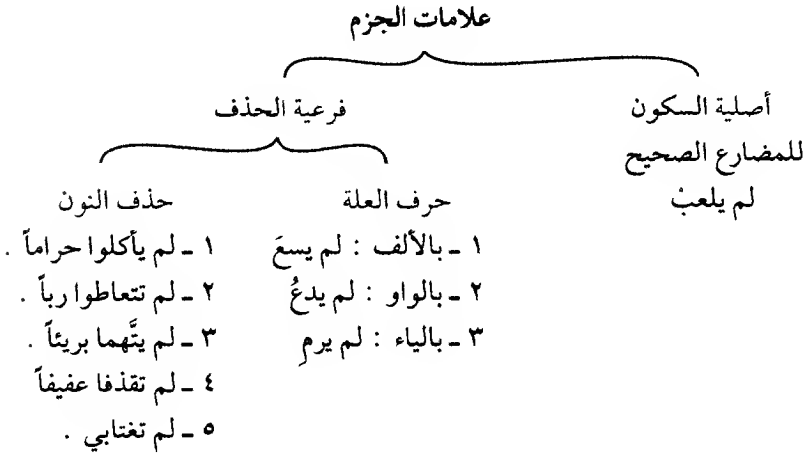 علامات الجزم
أصلية السكون
للمضارع الصحيح
لم يلعبْ
فرعية الحذف
حرف العلة
١ ـ بالألف : لم يسعَ
٢ ـ بالواو : لم يدعُ
٣ ـ بالياء : لم يرمِ
حذف النون
١ ـ لم يأكلوا حراماً .
٢ ـ لم تتعاطوا رباً .
٣ ـ لم يتَّهما بريئاً .
٤ ـ لم تقذفا عفيفاً
٥ ـ لم تغتابي .